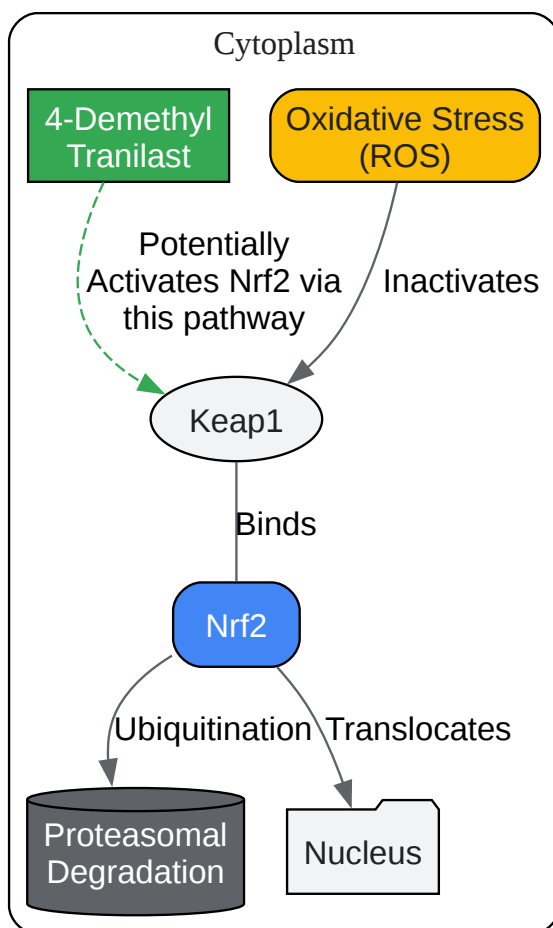 Cytoplasm
4-Demethyl
Tranilast
Oxidative Stress
(ROS)
Potentially
Activates Nrf2 via
this pathway
Inactivates
Keap1
Binds
Nrf2
Ubiquitination
Translocates
Proteasomal
Degradation
Nucleus